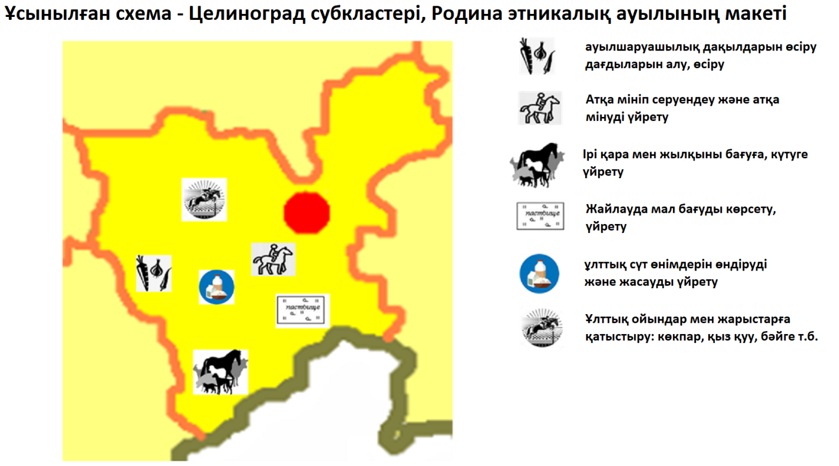 Ұсынылған схема - Целиноград субкластері, Родина этникалық ауылының макеті
ауылшаруашылық дақылдарын өсіру
дағдыларын алу, өсіру
Атқа мініп серуендеу және атқа
мінуді үйрету
Ірі қара мен жылқыны бағуға, күтуге
үйрету
пастбище
Жайлауда мал бағуды көрсету,
үйрету
ұлттық сүт өнімдерін өндіруді
және жасауды үйрету
Ұлттық ойындар мен жарыстарға
қатыстыру: көкпар, қыз қуу, бәйге т.б.
пастбище